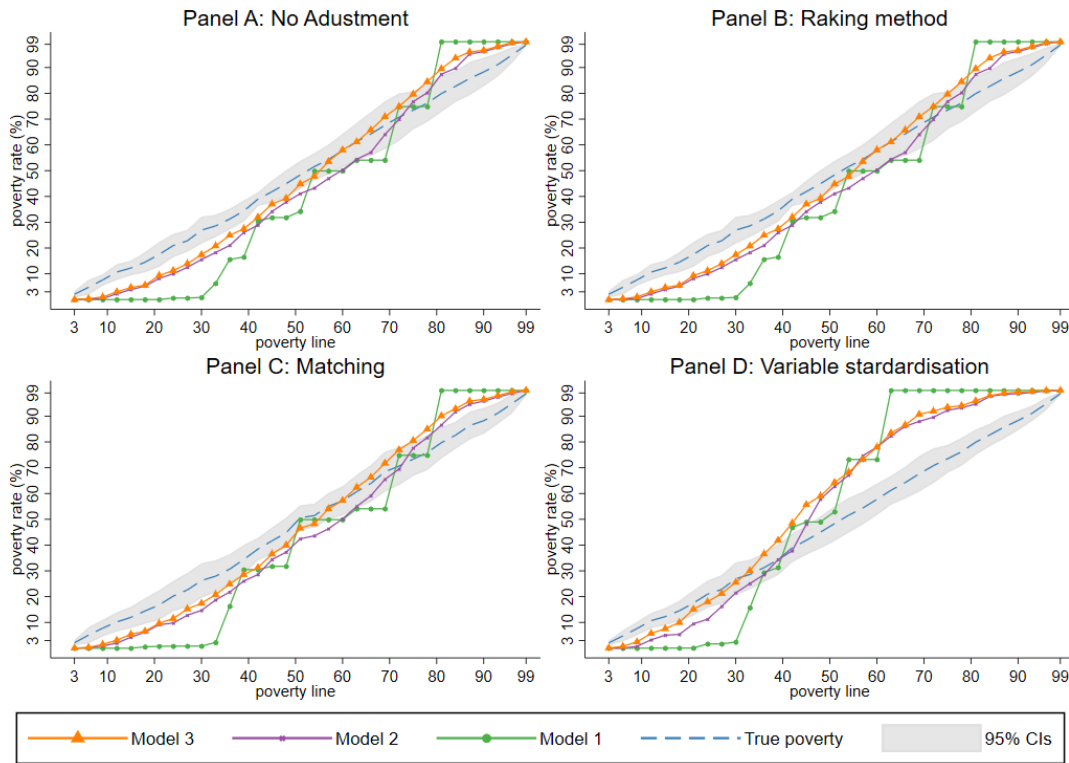 Panel A: No Adustment
poverty rate (%)
99
90
80
70
60
50
40
30
20
10
3
3 10 20 30 40 50 60 70 80 90 99
poverty line
Panel B: Raking method
poverty rate (%)
99
90
80
70
60
50
40
30
20
10
3
3 10 20 30 40 50 60 70 80 90 99
poverty line
Panel C: Matching
poverty rate (%)
99
90
80
70
60
50
40
30
20
10
3
3 10 20 30 40 50 60 70 80 90 99
poverty line
Panel D: Variable stardardisation
poverty rate (%)
99
90
80
70
60
50
40
30
20
10
3
3 10 20 30 40 50 60 70 80 90 99
poverty line
Model 3 Model 2 Model 1 True poverty 95% CIs